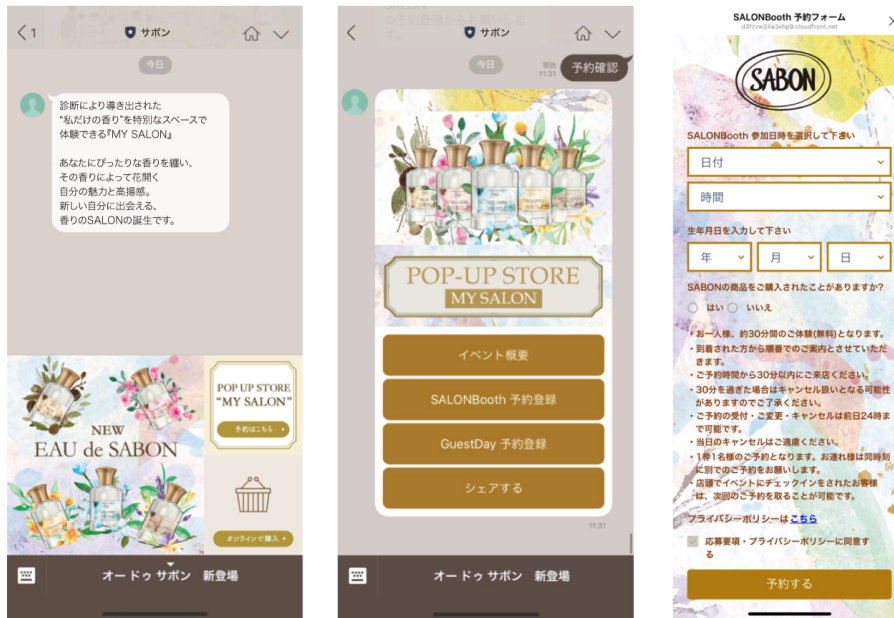 1
サボン
今日
診断により導き出された
"私だけの香り"を特別なスペースで
体験できる『MY SALON』
あなたにぴったりな香りを纏い、
その香りによって花開く
自分の魅力と高揚感。
新しい自分に出会える、
香りのSALONの誕生です。
NEW
EAU de SABON
POP UP STORE
"MY SALON"
予約はこちら
オンラインで購入
オードゥ サボン 新登場
の予約登録からお願いしま
す。
サボン
今日
既読
11:31
予約確認
POP-UP STORE
MY SALON
イベント概要
SALONBooth 予約登録
GuestDay 予約登録
シェアする
11:31
オードゥ サボン 新登場
SALONBooth 予約フォーム
SABON
SALONBooth 参加日時を選択して下さい
日付
時間
生年月日を入力して下さい
年 月 日
SABONの商品をご購入されたことがありますか?
はい いいえ
・お一人様、約30分間のご体験(無料)となります。
・到着された方から順番でのご案内とさせていただ
きます。
・ご予約時間から30分以内にご来店ください。
・30分を過ぎた場合はキャンセル扱いとなる可能性
がありますのでご了承ください。
・ご予約の受付・ご変更・キャンセルは前日24時ま
で可能です。
・当日のキャンセルはご遠慮ください。
・1枠1名様のご予約となります。お連れ様は同時刻
に別でのご予約をお願いします。
・店頭でイベントにチェックインをされたお客様
は、次回のご予約を取ることが可能です。
プライバシーポリシーはこちら
応募要項・プライバシーポリシーに同意す
る
予約する